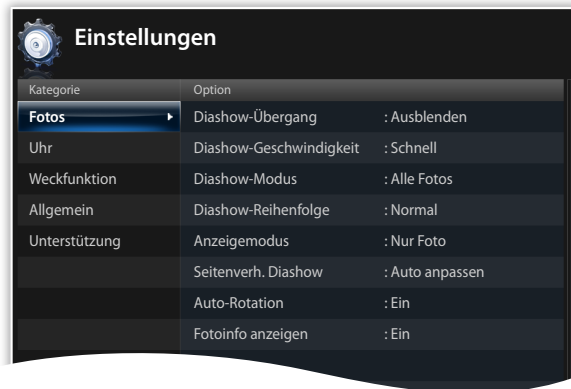 Einstellungen
Kategorie Option
Fotos Diashow-Übergang : Ausblenden
Uhr Diashow-Geschwindigkeit : Schnell
Weckfunktion Diashow-Modus : Alle Fotos
Allgemein Diashow-Reihenfolge : Normal
Unterstützung Anzeigemodus : Nur Foto
Seitenverh. Diashow : Auto anpassen
Auto-Rotation : Ein
Fotoinfo anzeigen : Ein